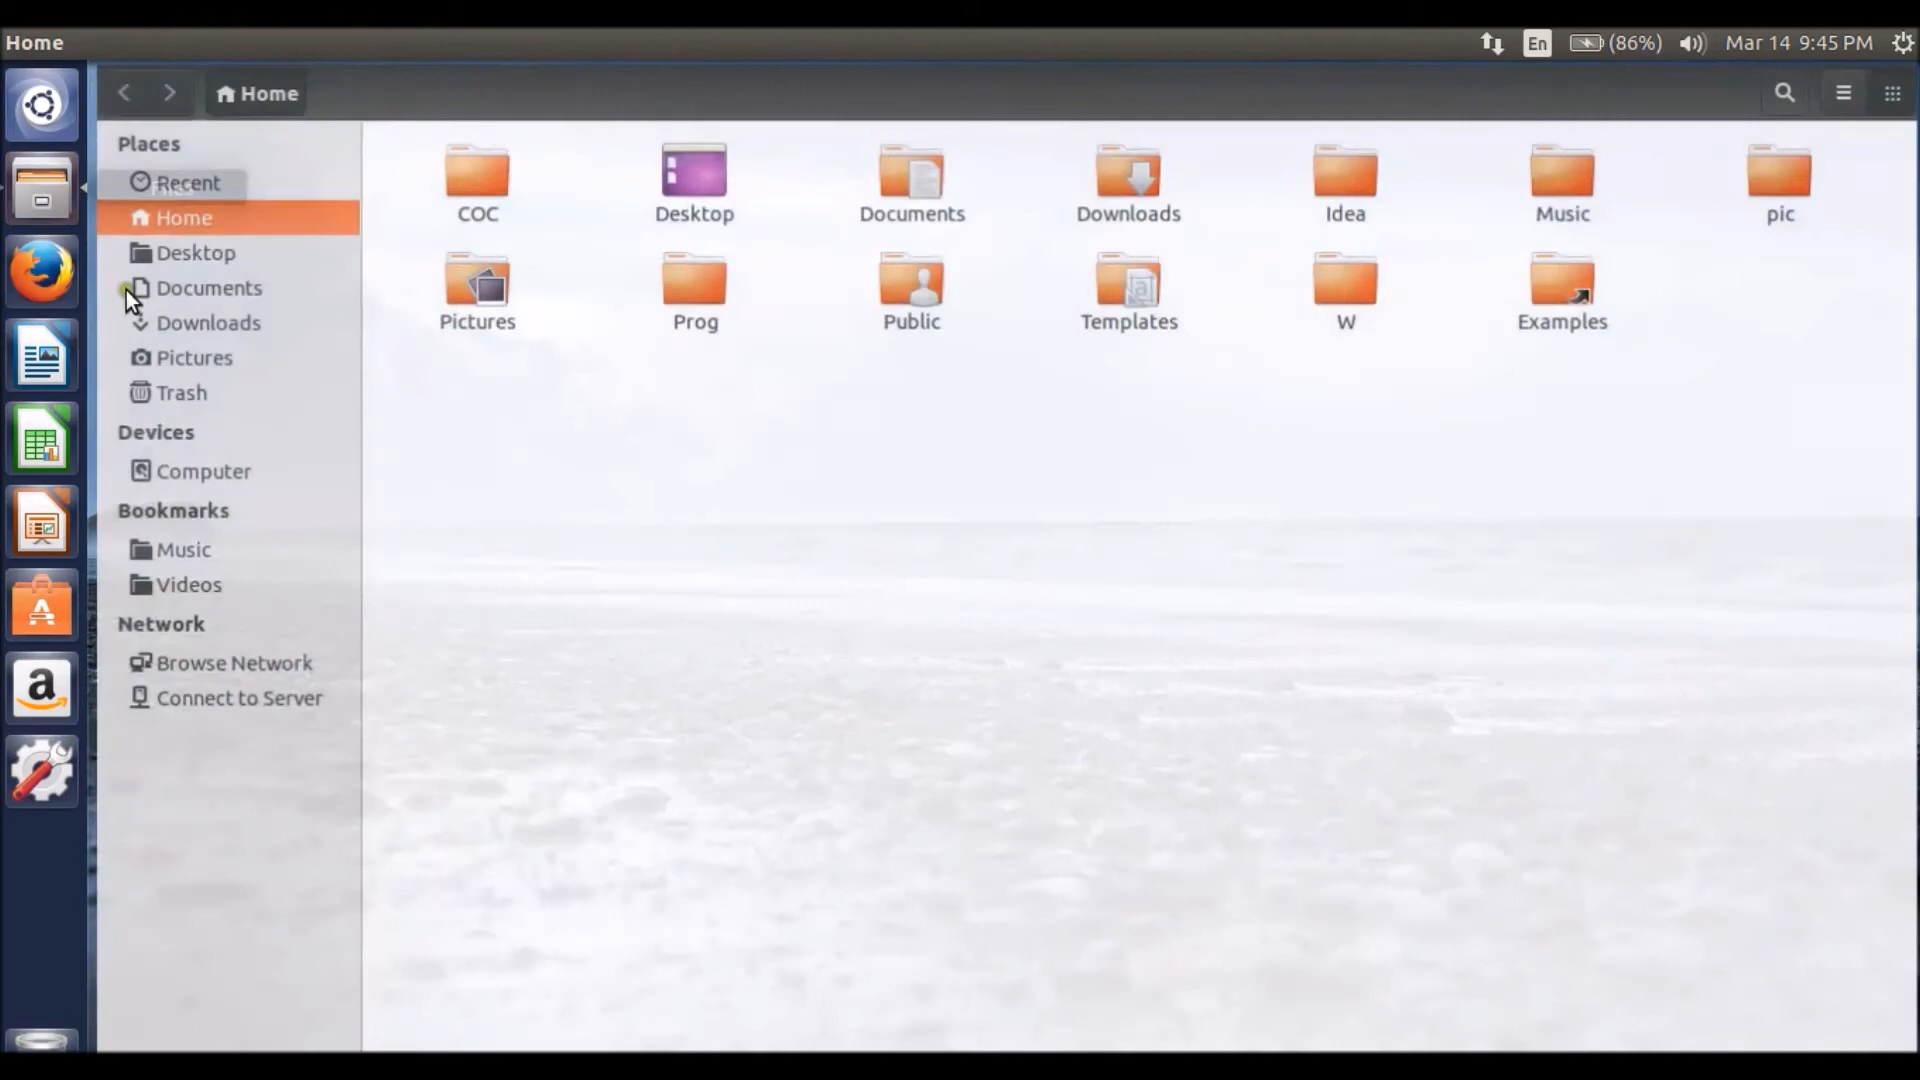 Home
En
(86%)
Mar 14 9:45 PM
Home
Places
Recent
Home
Desktop
Documents
Downloads
Pictures
Trash
Devices
Computer
Bookmarks
Music
Videos
Network
Browse Network
Connect to Server
COC
Desktop
Documents
Downloads
Idea
Music
pic
Pictures
Prog
Public
Templates
W
Examples